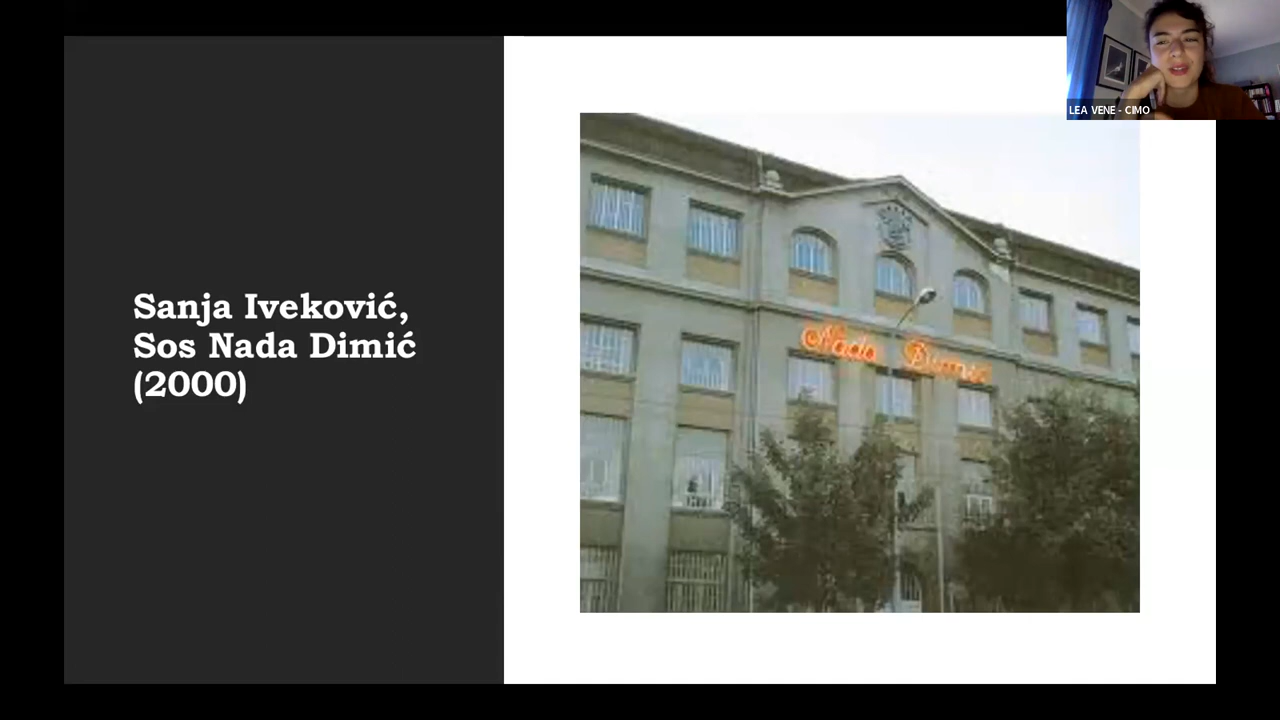 Sanja Iveković,
Sos Nada Dimić
(2000)
Nada Dimić
LEA VENE - CIMO